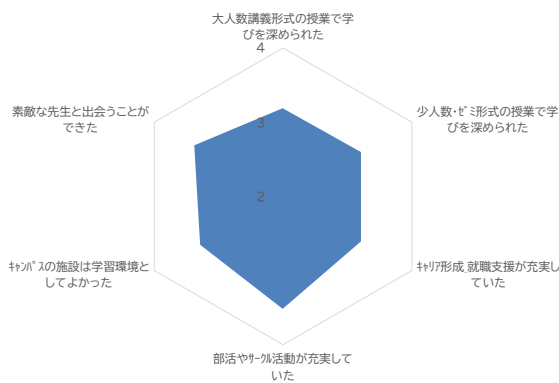 大人数講義形式の授業で学
びを深められた
4
素敵な先生と出会うことが
できた
少人数・ｾﾞﾐ形式の授業で学
びを深められた
3
2
ｷｬﾝﾊﾟｽの施設は学習環境と
してよかった
ｷｬﾘｱ形成_就職支援が充実し
ていた
部活やｻｰｸﾙ活動が充実して
いた